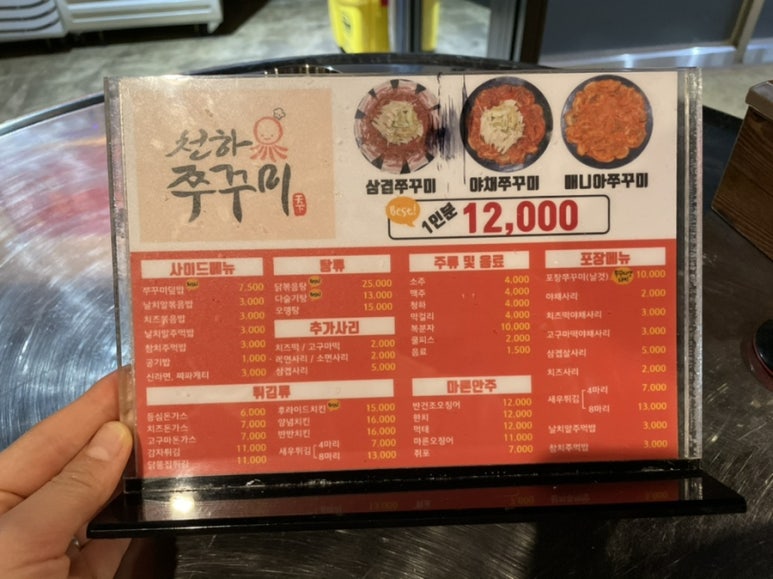 천하
쭈꾸미
삼겹쭈꾸미
야채쭈꾸미
매니아쭈꾸미
Best! 1인분 12,000
사이드메뉴
쭈꾸미덮밥 7,500
날치알볶음밥 3,000
치즈볶음밥 3,000
날치알주먹밥 3,000
참치주먹밥 3,000
공기밥 1,000
신라면, 짜파게티 3,000
탕류
닭볶음탕 25,000
다슬기탕 13,000
오뎅탕 15,000
추가사리
치즈떡 / 고구마떡 2,000
라면사리 / 소면사리 2,000
삼겹사리 5,000
주류 및 음료
소주 4,000
맥주 4,000
청하 4,000
막걸리 4,000
복분자 10,000
쿨피스 2,000
음료 1,500
포장메뉴
포장쭈꾸미(날것) 10,000
야채사리 2,000
치즈떡야채사리 3,000
고구마떡야채사리 3,000
삼겹살사리 5,000
치즈사리 2,000
새우튀김 4마리 7,000
8마리 13,000
날치알주먹밥 3,000
참치주먹밥 3,000
튀김류
등심돈가스 6,000
치즈돈가스 7,000
고구마돈가스 7,000
감자튀김 11,000
닭똥집튀김 11,000
후라이드치킨 15,000
양념치킨 16,000
반반치킨 16,000
새우튀김 4마리 7,000
8마리 13,000
마른안주
반건조오징어 12,000
한치 12,000
먹태 12,000
마른오징어 11,000
쥐포 7,000